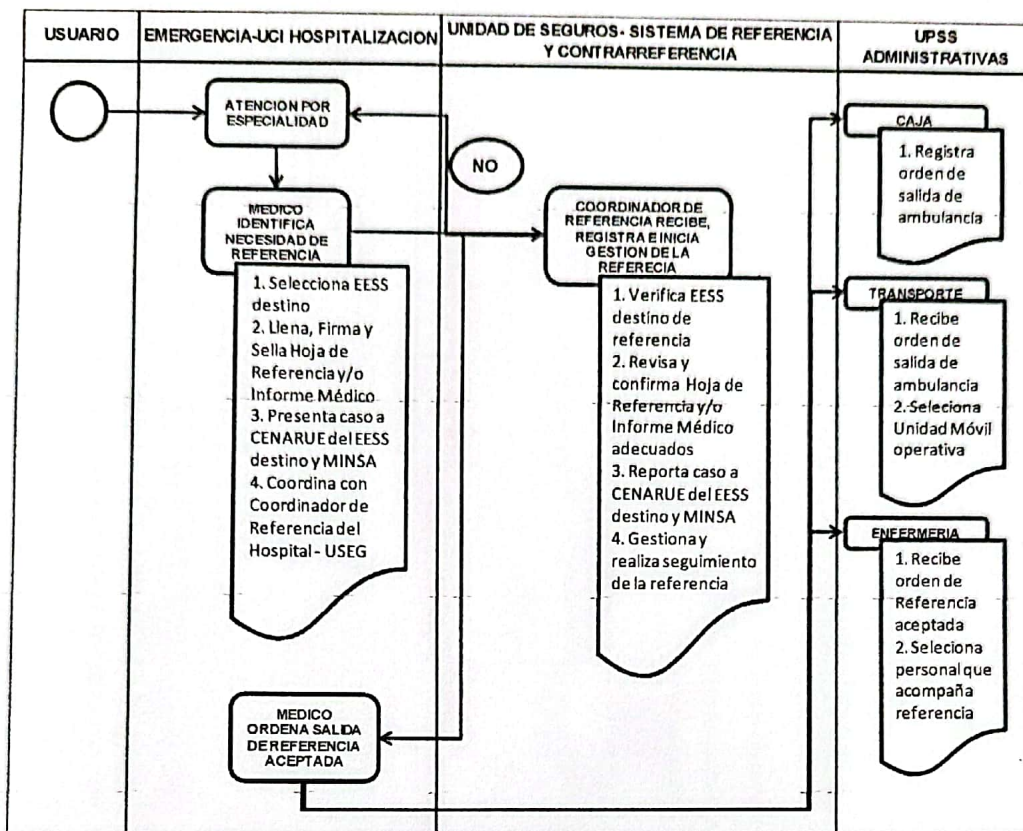 USUARIO
EMERGENCIA-UCI HOSPITALIZACION
UNIDAD DE SEGUROS- SISTEMA DE REFERENCIA
Y CONTRARREFERENCIA
UPSS
ADMINISTRATIVAS
ATENCION POR
ESPECIALIDAD
MEDICO
IDENTIFICA
NECESIDAD DE
REFERENCIA
1. Selecciona EESS
destino
2. Llena, Firma y
Sella Hoja de
Referencia y/o
Informe Médico
3. Presenta caso a
CENARUE del EESS
destino y MINSA
4. Coordina con
Coordinador de
Referencia del
Hospital - USEG
MEDICO
ORDENA SALIDA
DE REFERENCIA
ACEPTADA
NO
COORDINADOR DE
REFERENCIA RECIBE,
REGISTRA E INICIA
GESTION DE LA
REFERECIA
1. Verifica EESS
destino de
referencia
2. Revisa y
confirma Hoja de
Referencia y/o
Informe Médico
adecuados
3. Reporta caso a
CENARUE del EESS
destino y MINSA
4. Gestiona y
realiza seguimiento
de la referencia
CAJA
1. Registra
orden de
salida de
ambulancia
TRANSPORTE
1. Recibe
orden de
salida de
ambulancia
2. Seleciona
Unidad Móvil
operativa
ENFERMERIA
1. Recibe
orden de
Referencia
aceptada
2. Seleciona
personal que
acompaña
referencia